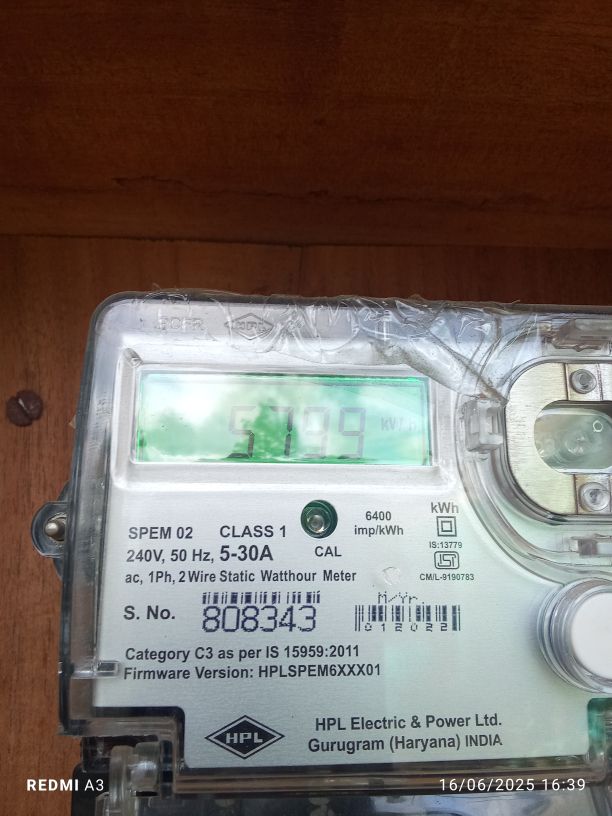 HPL
5799 kWh
6400
imp/kWh
kWh
IS:13779
ISI
CM/L-9190783
SPEM 02 CLASS 1
240V, 50 Hz, 5-30A CAL
ac, 1Ph, 2 Wire Static Watthour Meter
S. No. 808343
M/Yr
012022
Category C3 as per IS 15959:2011
Firmware Version: HPLSPEM6XXX01
HPL
HPL Electric & Power Ltd.
Gurugram (Haryana) INDIA
REDMI A3
16/06/2025 16:39